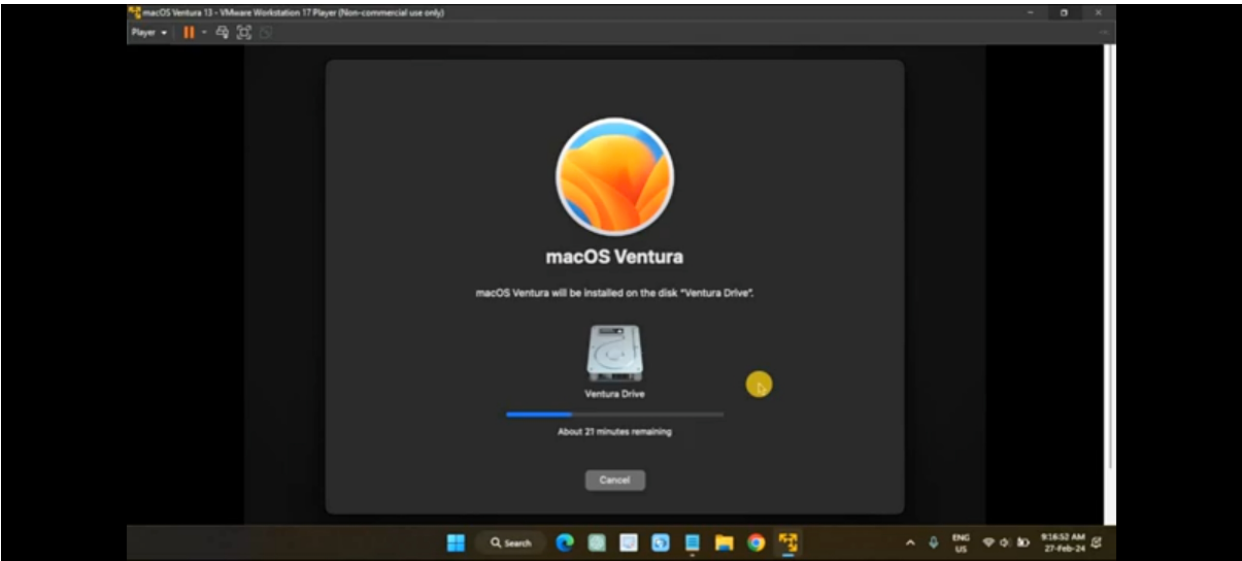 macOS Ventura 13 - VMware Workstation 17 Player (Non-commercial use only)
Player
macOS Ventura
macOS Ventura will be installed on the disk "Ventura Drive".
Ventura Drive
About 21 minutes remaining
Cancel
Search
ENG
US
9:16:52 AM
27-Feb-24